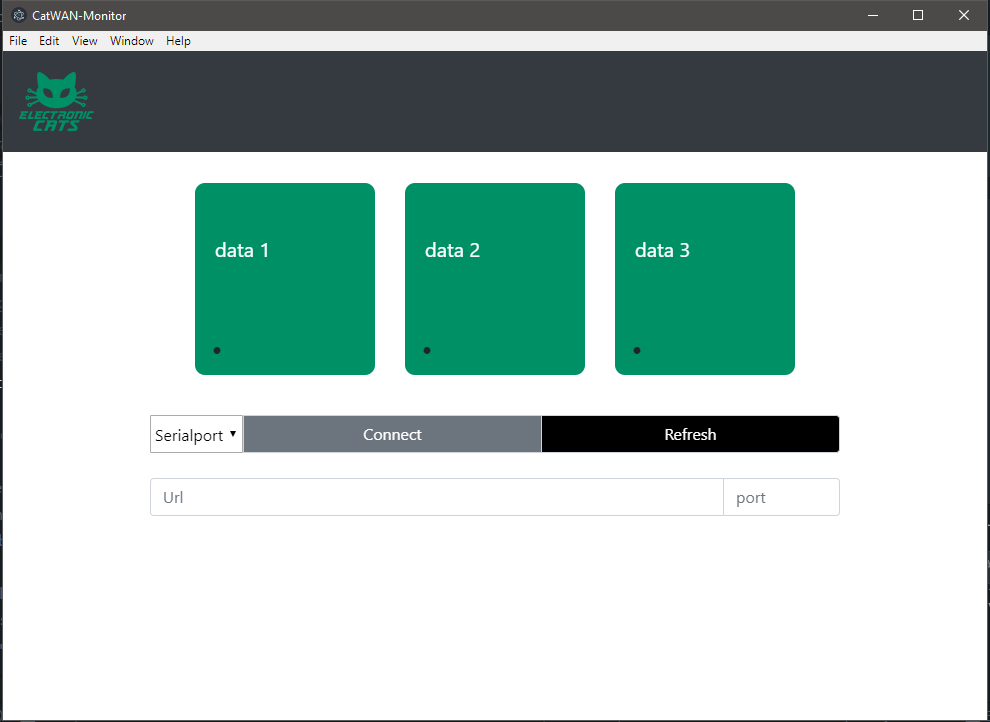 CatWAN-Monitor
File Edit View Window Help
ELECTRONIC
CATS
data 1 data 2 data 3
Serialport Connect Refresh
Url port